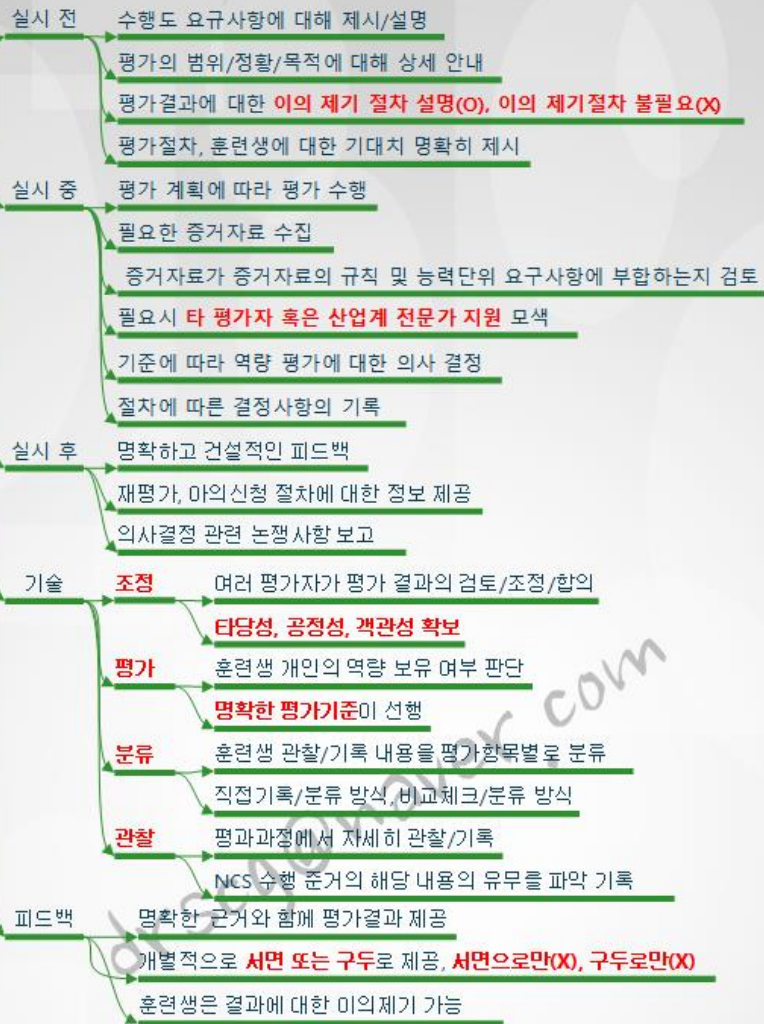 실시 전
수행도 요규사항에 대해 제시/설명
평가의 범위/정황/목적에 대해 상세 안내
평가결과에 대한 이의 제기 절차 설명(O), 이의 제기절차 불필요(X)
평가절차, 훈련생에 대한 기대치 명확히 제시
실시 중
평가 계획에 따라 평가 수행
필요한 증거자료 수집
증거자료가 증거자료의 규칙 및 능력단위 요구사항에 부합하는지 검토
필요시 타 평가자 혹은 산업계 전문가 지원 모색
기준에 따라 역량 평가에 대한 의사 결정
절차에 따른 결정사항의 기록
실시 후
명확하고 건설적인 피드백
재평가, 아의신청 절차에 대한 정보 제공
의사결정 관련 논쟁사항 보고
기술
조정
여러 평가자가 평가 결과의 검토/조정/합의
타당성, 공정성, 객관성 확보
평가
훈련생 개인의 역량 보유 여부 판단
명확한 평가기준이 선행
분류
훈련생 관찰/기록 내용을 평가항목별로 분류
직접기록/분류 방식, 비교체크/분류 방식
관찰
평과과정에서 자세히 관찰/기록
NCS 수행 준거의 해당 내용의 유무를 파악 기록
피드백
명확한 근거와 함께 평가결과 제공
개별적으로 서면 또는 구두로 제공, 서면으로만(X), 구두로만(X)
훈련생은 결과에 대한 이의제기 가능
drscg@naver.com